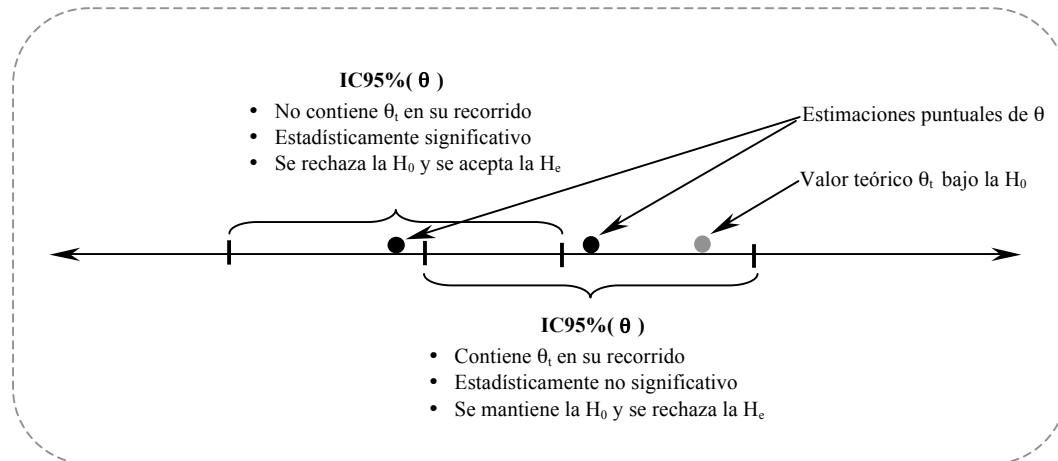 IC95%( θ )
• No contiene θt en su recorrido
• Estadísticamente significativo
• Se rechaza la H0 y se acepta la He
Estimaciones puntuales de θ
Valor teórico θt bajo la H0
IC95%( θ )
• Contiene θt en su recorrido
• Estadísticamente no significativo
• Se mantiene la H0 y se rechaza la He